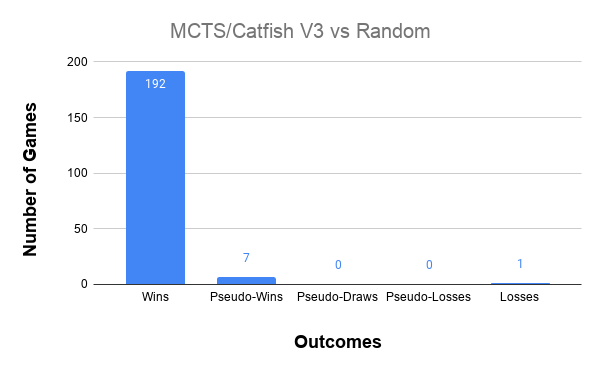 MCTS/Catfish V3 vs Random
Number of Games
200
150
100
50
0
192
7
0
0
1
Wins
Pseudo-Wins
Pseudo-Draws
Pseudo-Losses
Losses
Outcomes